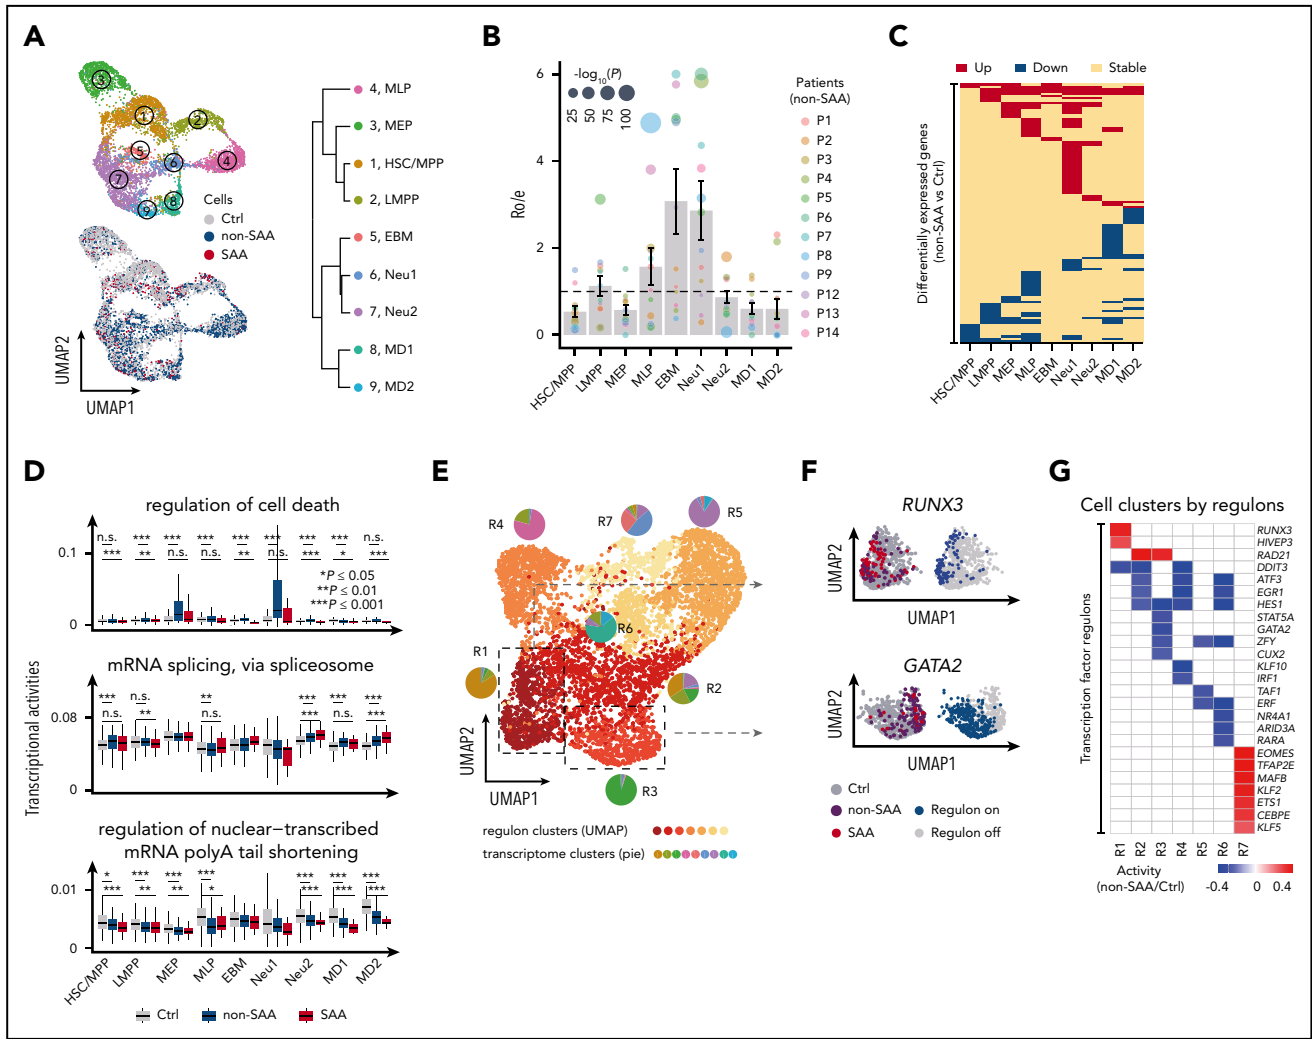 A
3
1
2
5
6
4
7
8
9
Cells
Ctrl
non-SAA
SAA
UMAP2
UMAP1
4, MLP
3, MEP
1, HSC/MPP
2, LMPP
5, EBM
6, Neu1
7, Neu2
8, MD1
9, MD2
B
Ro/e
6
4
2
0
-log10(P)
25
50
75
100
Patients
(non-SAA)
P1
P2
P3
P4
P5
P6
P7
P8
P9
P12
P13
P14
HSC/MPP
LMPP
MEP
MLP
EBM
Neu1
Neu2
MD1
MD2
C
Up
Down
Stable
Differentially expressed genes
(non-SAA vs Ctrl)
HSC/MPP
LMPP
MEP
MLP
EBM
Neu1
Neu2
MD1
MD2
D
Transcriptional activities
regulation of cell death
0.1
0
n.s. *** *** *** *** *** *** *** n.s.
*** ** n.s. n.s. ** n.s. *** * ***
*P ≤ 0.05
**P ≤ 0.01
***P ≤ 0.001
mRNA splicing, via spliceosome
0.08
0
*** n.s. ** *** *** ***
n.s. ** n.s. *** n.s. ***
regulation of nuclear–transcribed
mRNA polyA tail shortening
0.01
0
* *** *** *** *** *** ***
*** ** ** * *** *** ***
HSC/MPP
LMPP
MEP
MLP
EBM
Neu1
Neu2
MD1
MD2
Ctrl
non-SAA
SAA
E
R4
R7
R5
R6
R1
R2
R3
UMAP2
UMAP1
regulon clusters (UMAP)
transcriptome clusters (pie)
F
RUNX3
UMAP2
UMAP1
UMAP1
GATA2
UMAP2
UMAP1
Ctrl
non-SAA
SAA
Regulon on
Regulon off
G
Cell clusters by regulons
Transcription factor regulons
RUNX3
HIVEP3
RAD21
DDIT3
ATF3
EGR1
HES1
STAT5A
GATA2
ZFY
CUX2
KLF10
IRF1
TAF1
ERF
NR4A1
ARID3A
RARA
EOMES
TFAP2E
MAFB
KLF2
ETS1
CEBPE
KLF5
R1
R2
R3
R4
R5
R6
R7
Activity
(non-SAA/Ctrl)
-0.4
0
0.4